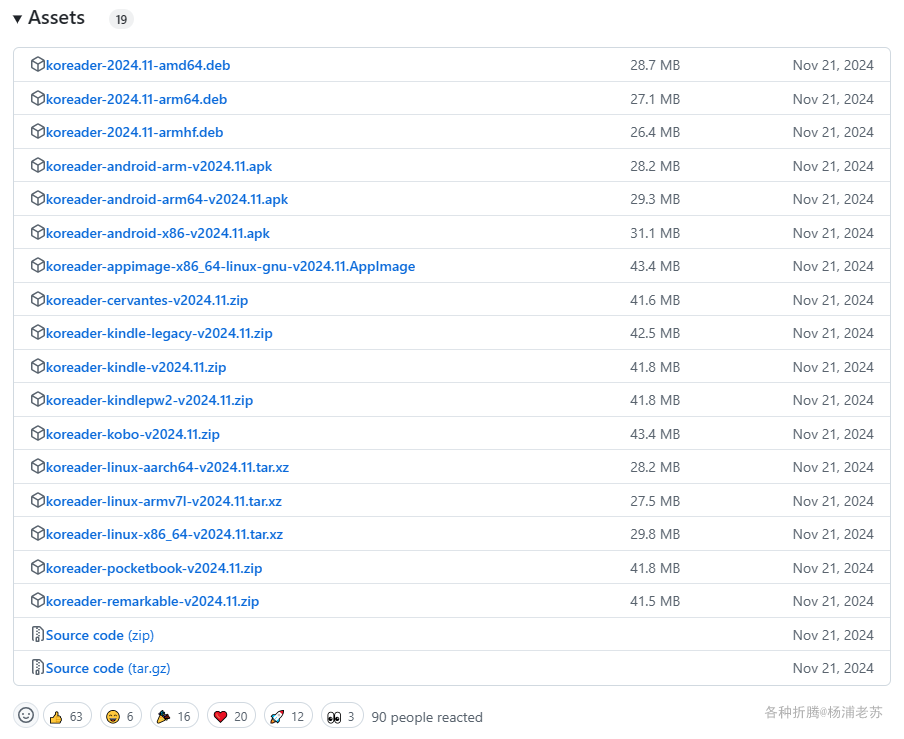 Assets 19
koreader-2024.11-amd64.deb 28.7 MB Nov 21, 2024
koreader-2024.11-arm64.deb 27.1 MB Nov 21, 2024
koreader-2024.11-armhf.deb 26.4 MB Nov 21, 2024
koreader-android-arm-v2024.11.apk 28.2 MB Nov 21, 2024
koreader-android-arm64-v2024.11.apk 29.3 MB Nov 21, 2024
koreader-android-x86-v2024.11.apk 31.1 MB Nov 21, 2024
koreader-appimage-x86_64-linux-gnu-v2024.11.AppImage 43.4 MB Nov 21, 2024
koreader-cervantes-v2024.11.zip 41.6 MB Nov 21, 2024
koreader-kindle-legacy-v2024.11.zip 42.5 MB Nov 21, 2024
koreader-kindle-v2024.11.zip 41.8 MB Nov 21, 2024
koreader-kindlepw2-v2024.11.zip 41.8 MB Nov 21, 2024
koreader-kobo-v2024.11.zip 43.4 MB Nov 21, 2024
koreader-linux-aarch64-v2024.11.tar.xz 28.2 MB Nov 21, 2024
koreader-linux-armv7l-v2024.11.tar.xz 27.5 MB Nov 21, 2024
koreader-linux-x86_64-v2024.11.tar.xz 29.8 MB Nov 21, 2024
koreader-pocketbook-v2024.11.zip 41.8 MB Nov 21, 2024
koreader-remarkable-v2024.11.zip 41.5 MB Nov 21, 2024
Source code (zip) Nov 21, 2024
Source code (tar.gz) Nov 21, 2024
63 6 16 20 12 3 90 people reacted
各种折腾@杨浦老苏